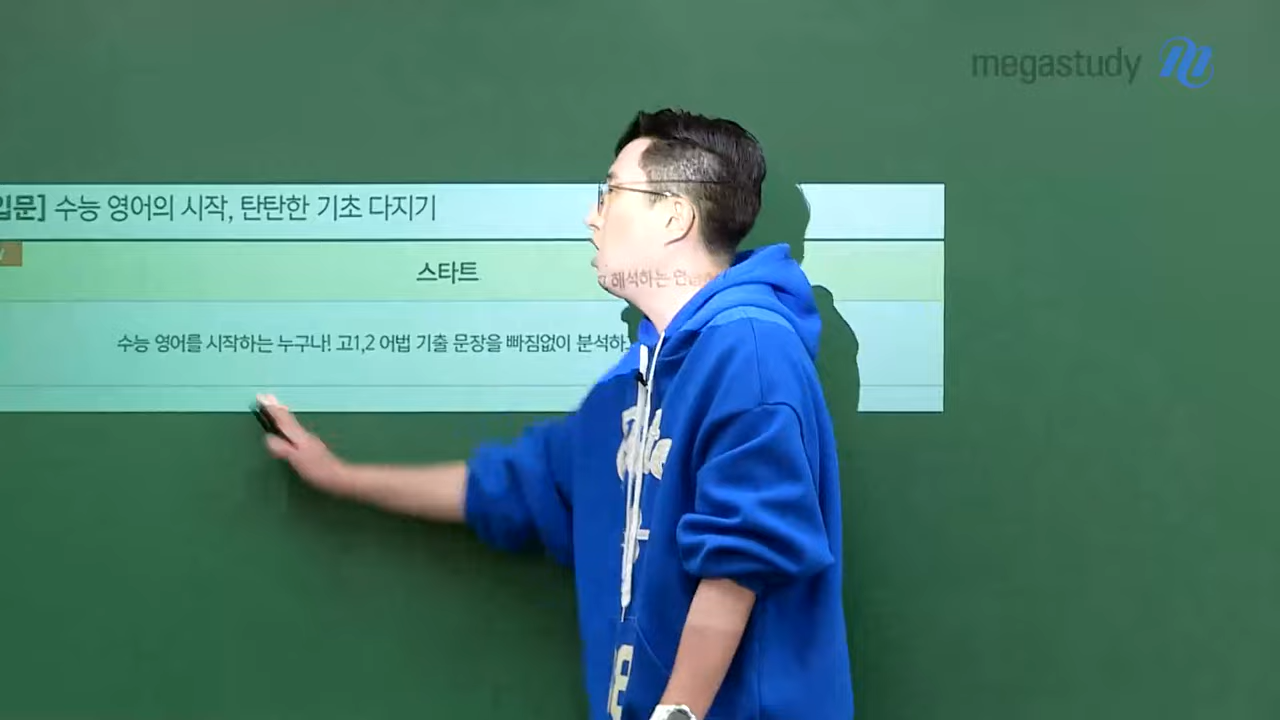 megastudy
입문] 수능 영어의 시작, 탄탄한 기초 다지기
스타트
해석하는
수능 영어를 시작하는 누구나! 고1,2 어법 기출 문장을 빠짐없이